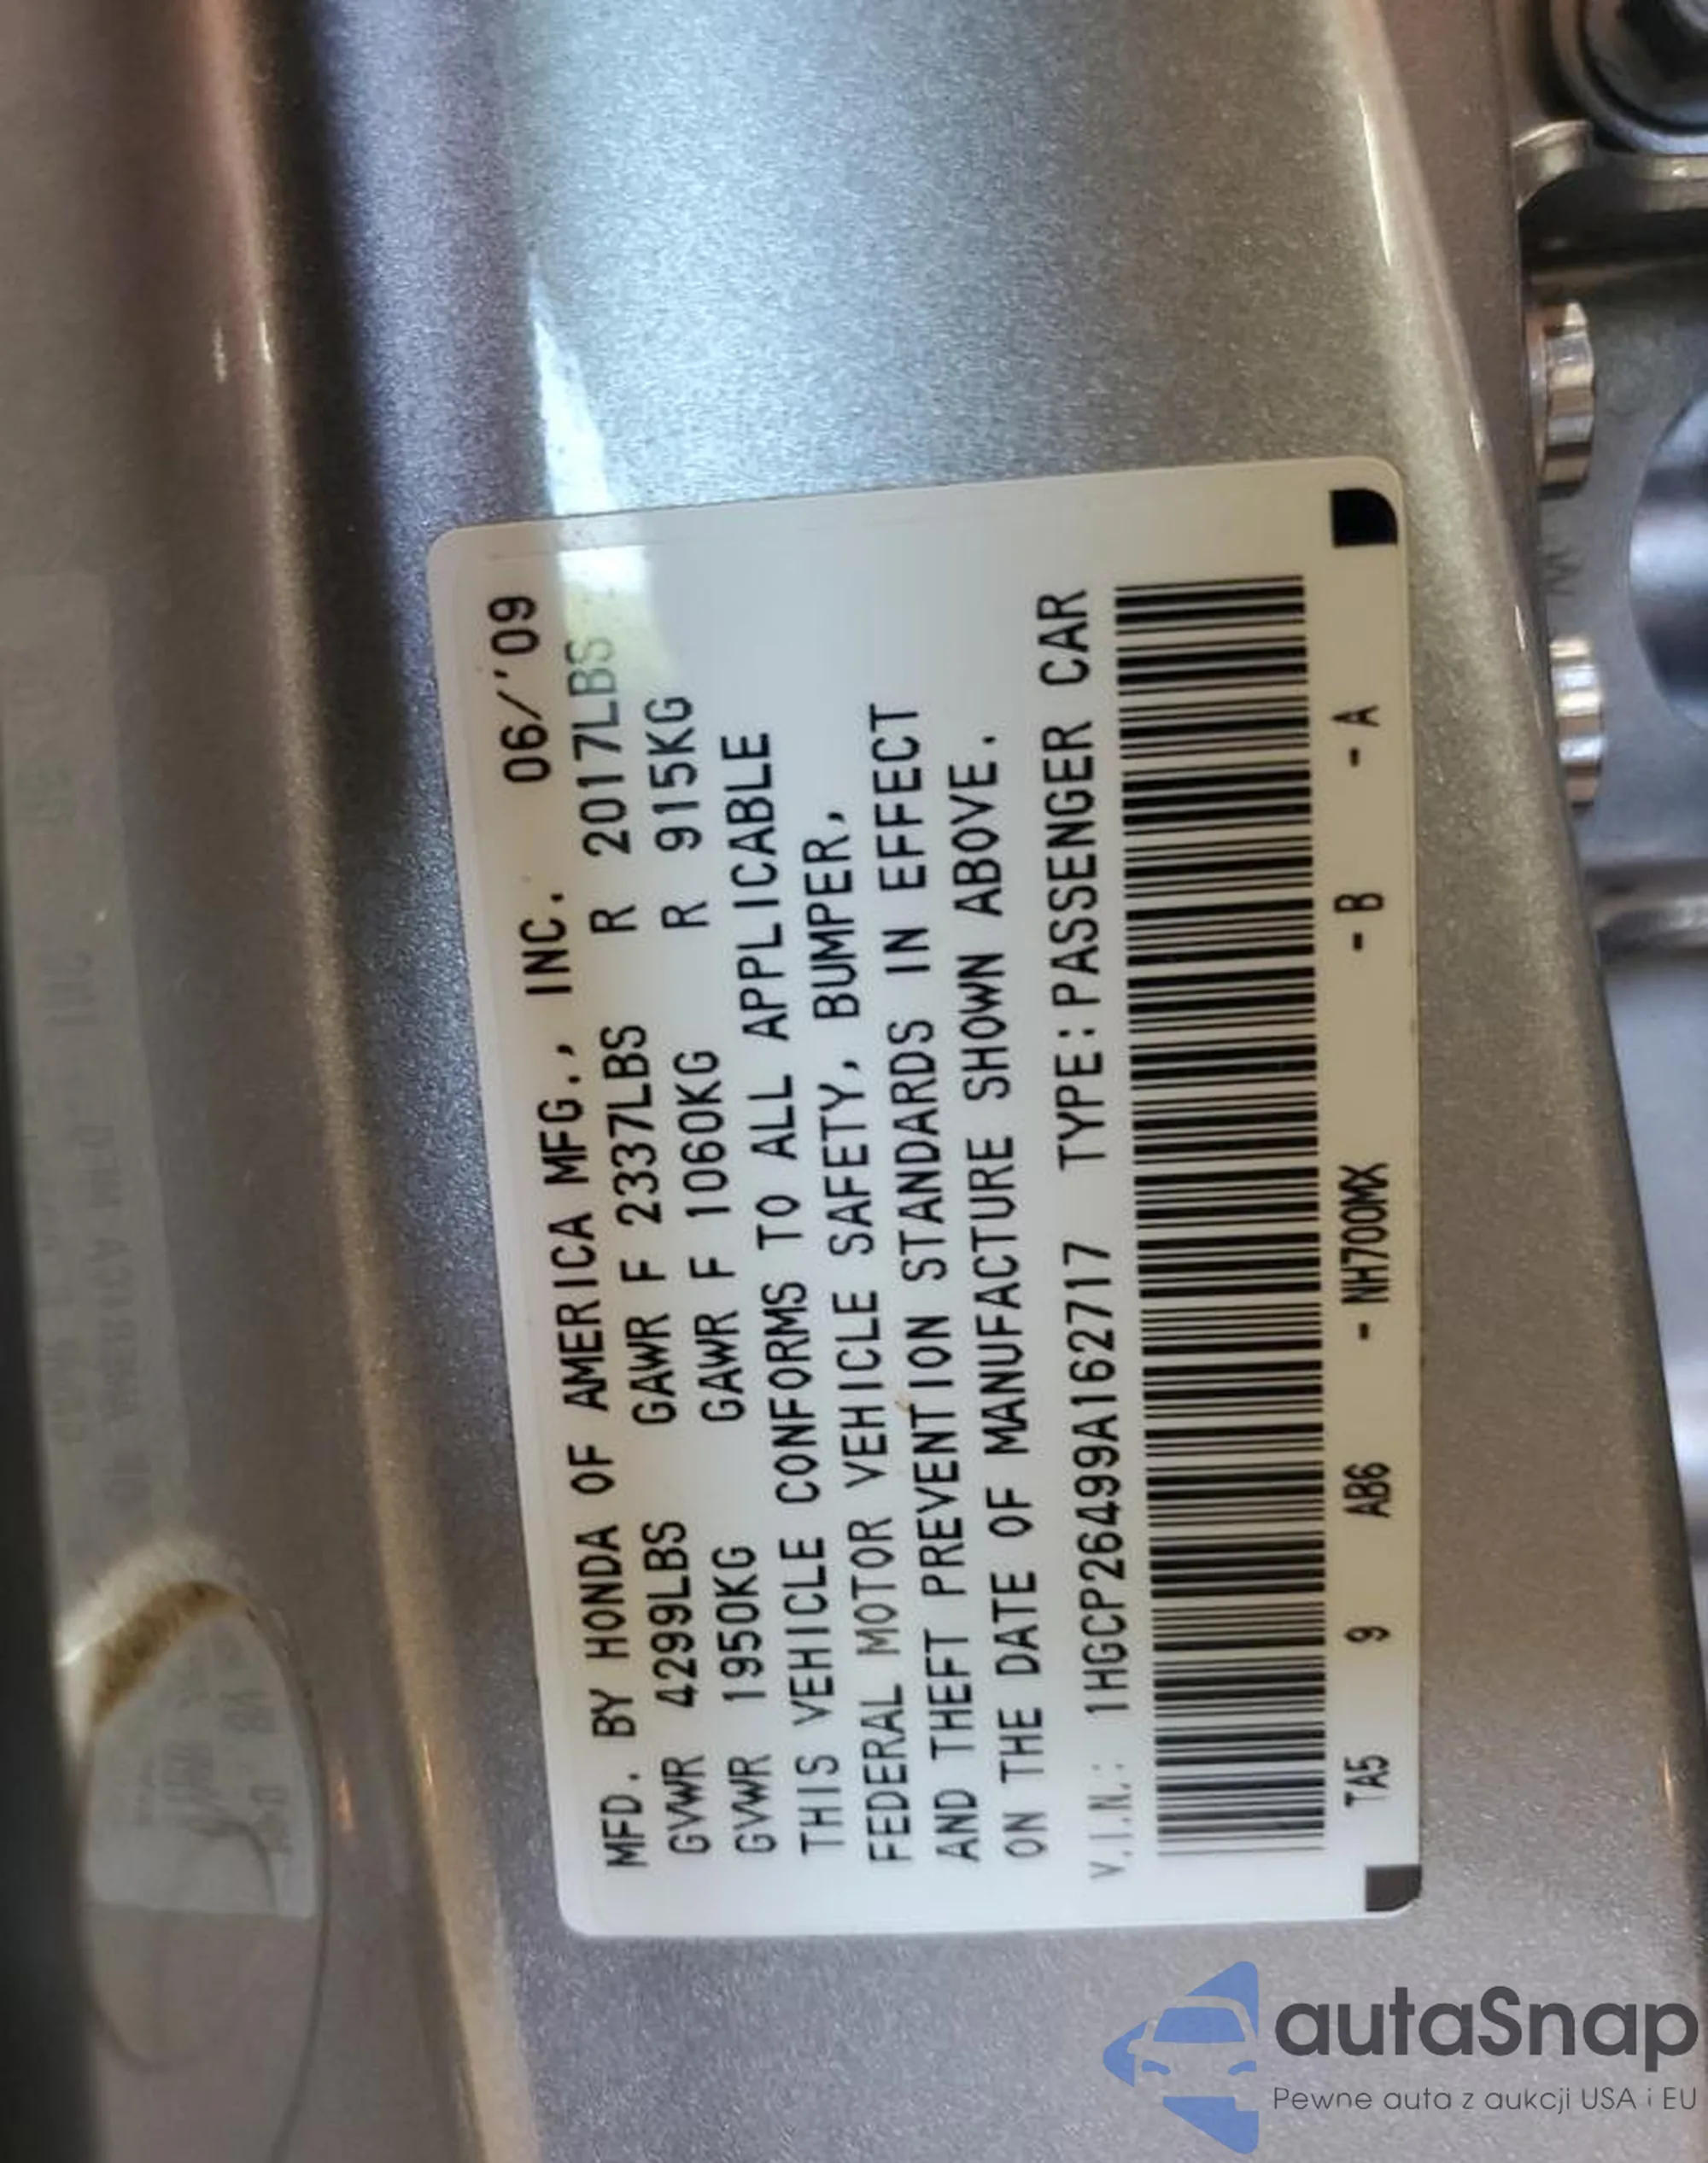 MFD. BY HONDA OF AMERICA MFG., INC. 06/'09
GVWR 4299LBS GAWR F 2337LBS R 2017LBS
GVWR 1950KG GAWR F 1060KG R 915KG
THIS VEHICLE CONFORMS TO ALL APPLICABLE
FEDERAL MOTOR VEHICLE SAFETY, BUMPER,
AND THEFT PREVENTION STANDARDS IN EFFECT
ON THE DATE OF MANUFACTURE SHOWN ABOVE.
V.I.N.: 1HGCP26499A162717 TYPE:PASSENGER CAR
TA5 9 AB6 - NH700MX - B - A
autaSnap
Pewne auta z aukcji USA i EU